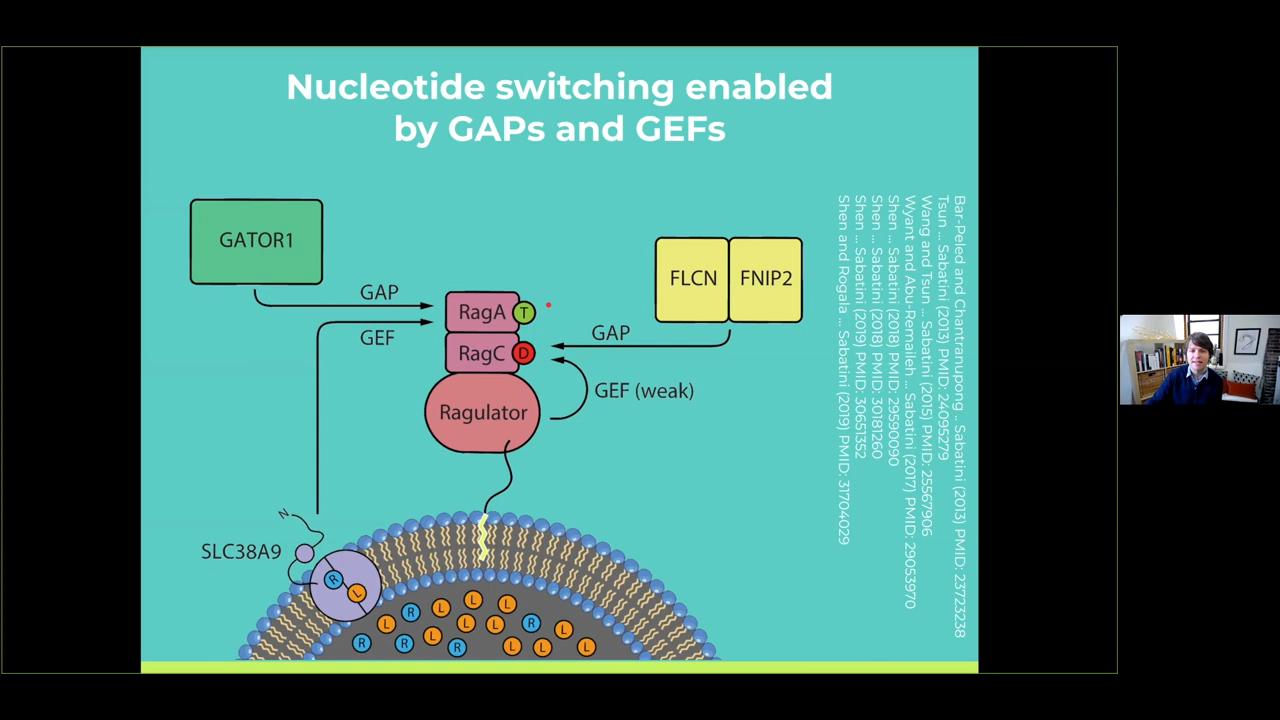 Nucleotide switching enabled
by GAPs and GEFs
GATOR1
GAP
GEF
RagA
T
RagC
D
Ragulator
FLCN
FNIP2
GAP
GEF (weak)
N
SLC38A9
R
L
L
R
L
L
L
L
R
L
L
L
R
L
R
R
L
L
L
Bar-Peled and Chantranupong .. Sabatini (2013) PMID: 23723238
Tsun ... Sabatini (2013) PMID: 24095279
Wang and Tsun ... Sabatini (2015) PMID: 25567906
Wyant and Abu-Remaileh ... Sabatini (2017) PMID: 29053970
Shen ... Sabatini (2018) PMID: 29590090
Shen ... Sabatini (2018) PMID: 30181260
Shen ... Sabatini (2019) PMID: 30651352
Shen and Rogala ... Sabatini (2019) PMID: 31704029